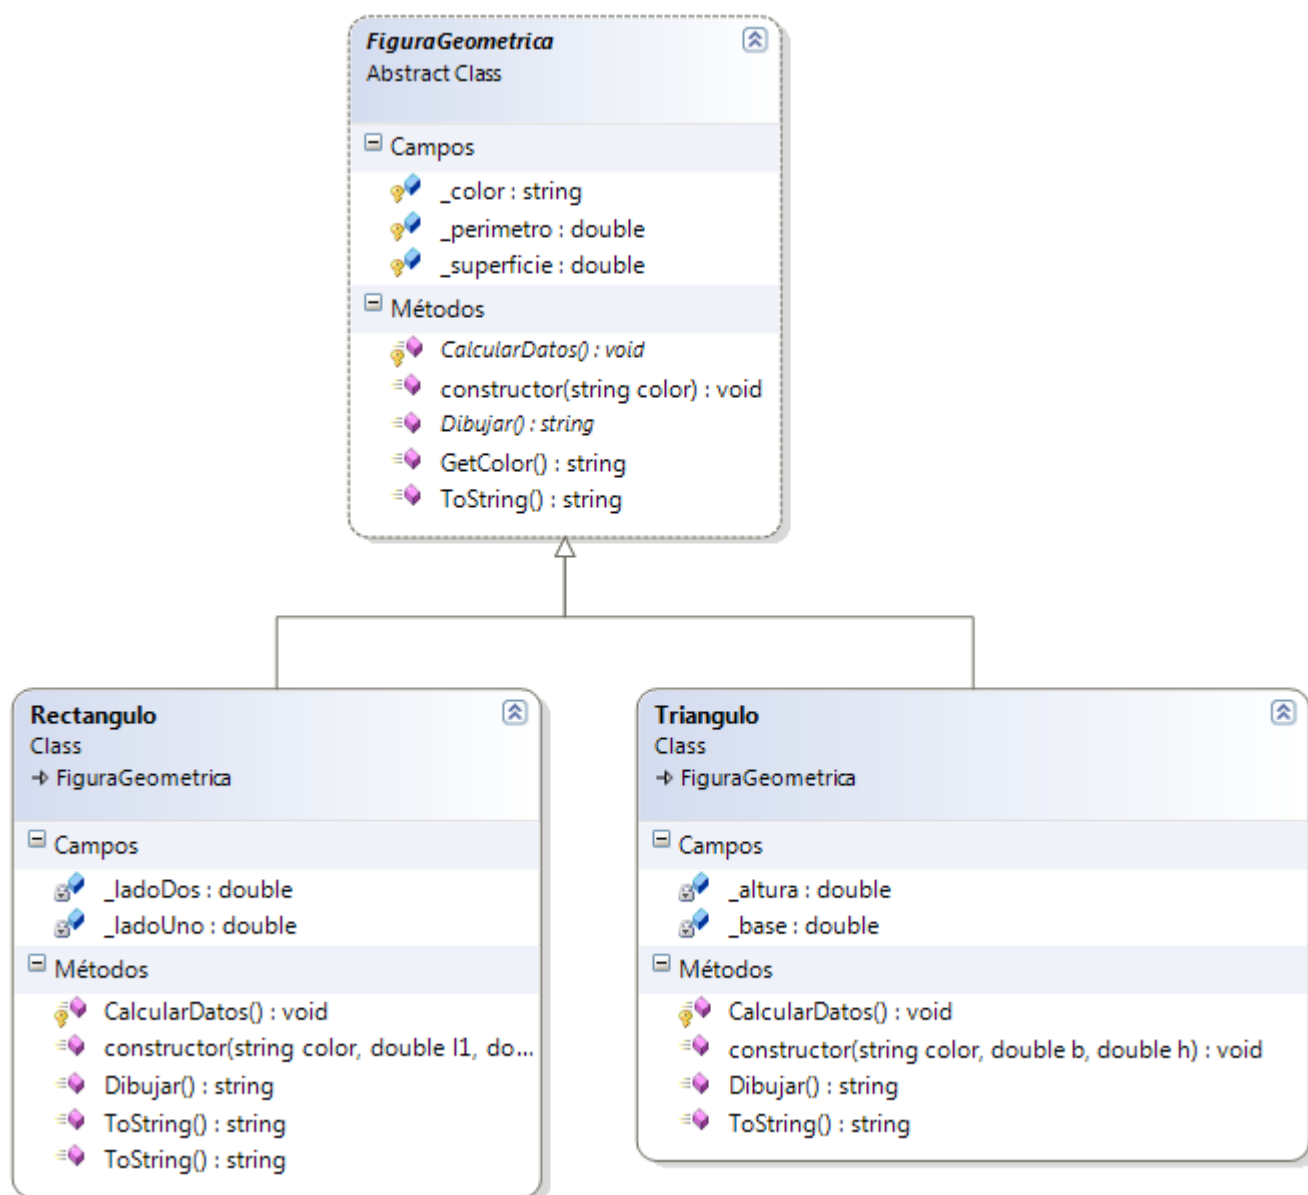 FiguraGeometrica
Abstract Class
Campos
_color : string
_perimetro : double
_superficie : double
Métodos
CalcularDatos() : void
constructor(string color) : void
Dibujar() : string
GetColor() : string
ToString() : string
Rectangulo
Class
FiguraGeometrica
Campos
_ladoDos : double
_ladoUno : double
Métodos
CalcularDatos() : void
constructor(string color, double l1, do...
Dibujar() : string
ToString() : string
ToString() : string
Triangulo
Class
FiguraGeometrica
Campos
_altura : double
_base : double
Métodos
CalcularDatos() : void
constructor(string color, double b, double h) : void
Dibujar() : string
ToString() : string